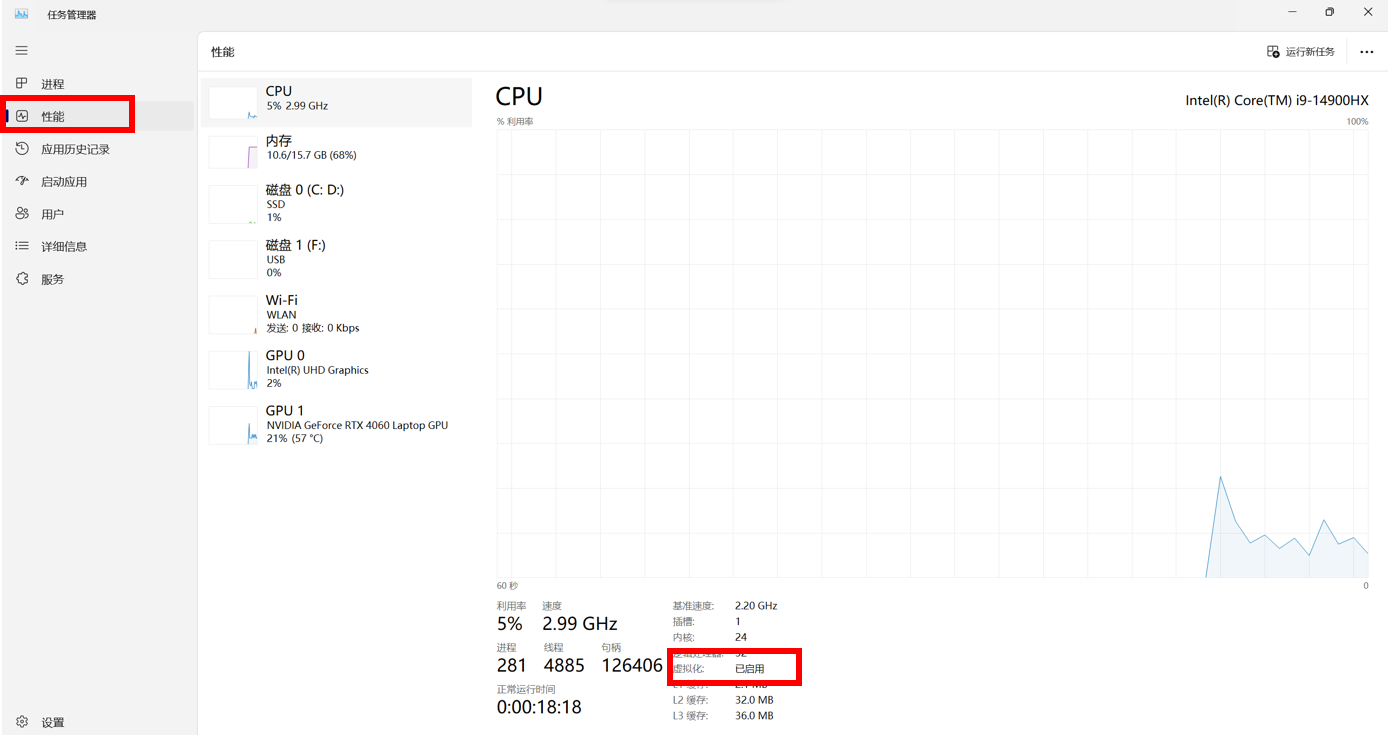 任务管理器
性能
运行新任务
进程
性能
应用历史记录
启动应用
用户
详细信息
服务
设置
CPU
5% 2.99 GHz
内存
10.6/15.7 GB (68%)
磁盘 0 (C: D:)
SSD
1%
磁盘 1 (F:)
USB
0%
Wi-Fi
WLAN
发送: 0 接收: 0 Kbps
GPU 0
Intel(R) UHD Graphics
2%
GPU 1
NVIDIA GeForce RTX 4060 Laptop GPU
21% (57 °C)
CPU
Intel(R) Core(TM) i9-14900HX
% 利用率
100%
60 秒
0
利用率 速度
5% 2.99 GHz
进程 线程 句柄
281 4885 126406
正常运行时间
0:00:18:18
基准速度: 2.20 GHz
插槽: 1
内核: 24
虚拟化: 已启用
L2 缓存: 32.0 MB
L3 缓存: 36.0 MB